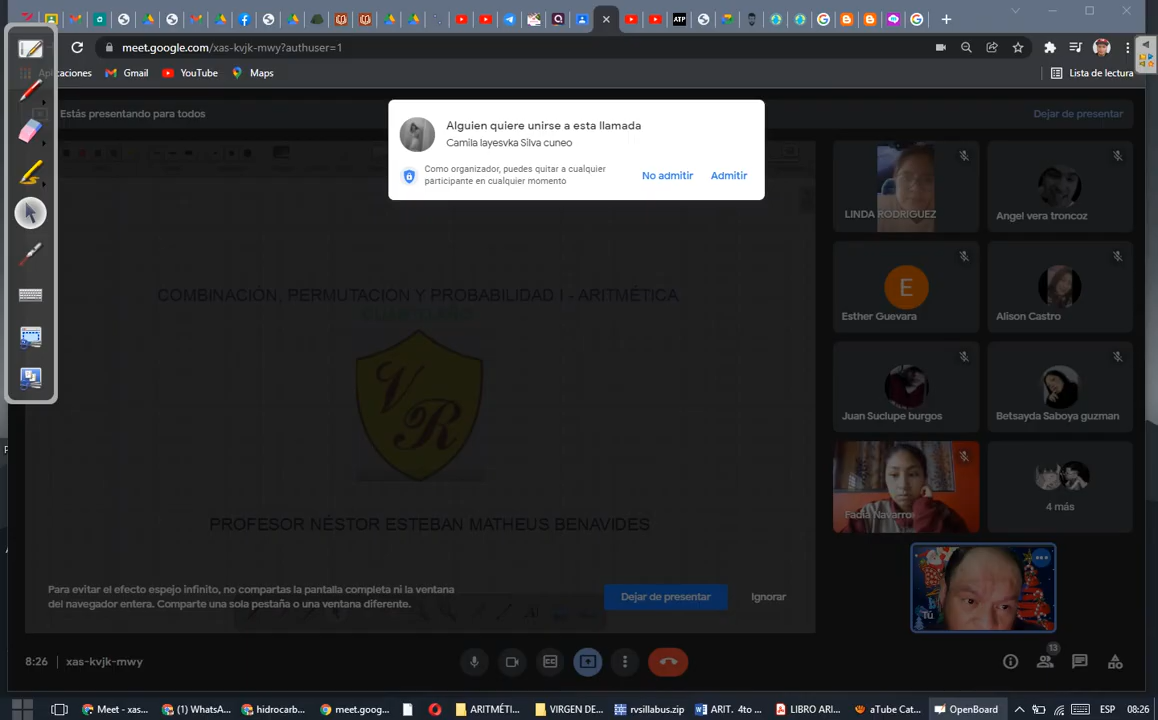 meet.google.com/xas-kvjk-mwy?authuser=1
Aplicaciones
Gmail
YouTube
Maps
Lista de lectura
Estás presentando para todos
Dejar de presentar
Alguien quiere unirse a esta llamada
Camila layesvka Silva cuneo
Como organizador, puedes quitar a cualquier
participante en cualquier momento
No admitir
Admitir
COMBINACIÓN, PERMUTACION Y PROBABILIDAD I - ARITMÉTICA
VR
PROFESOR NÉSTOR ESTEBAN MATHEUS BENAVIDES
LINDA RODRIGUEZ
Angel vera troncoz
E
Esther Guevara
Alison Castro
Juan Suclupe burgos
Betsayda Saboya guzman
Fadia Navarro
4 más
Tú
Para evitar el efecto espejo infinito, no compartas la pantalla completa ni la ventana
del navegador entera. Comparte una sola pestaña o una ventana diferente.
Dejar de presentar
Ignorar
8:26
xas-kvjk-mwy
13
Meet - xas...
(1) WhatsA...
hidrocarb...
meet.goog...
ARITMÉTI...
VIRGEN DE...
rvsillabus.zip
ARIT. 4to ...
LIBRO ARI...
aTube Cat...
OpenBoard
ESP
08:26